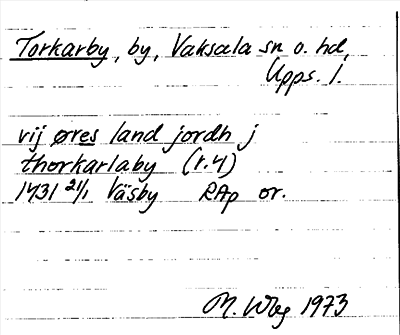 Torkarby, by, Vaksala sn o. hd,
Upps. l.
vij øres land jordh j
thorkarlaby (r.4)
1431 21/1 Väsby RAp or.
M. Wbg 1973